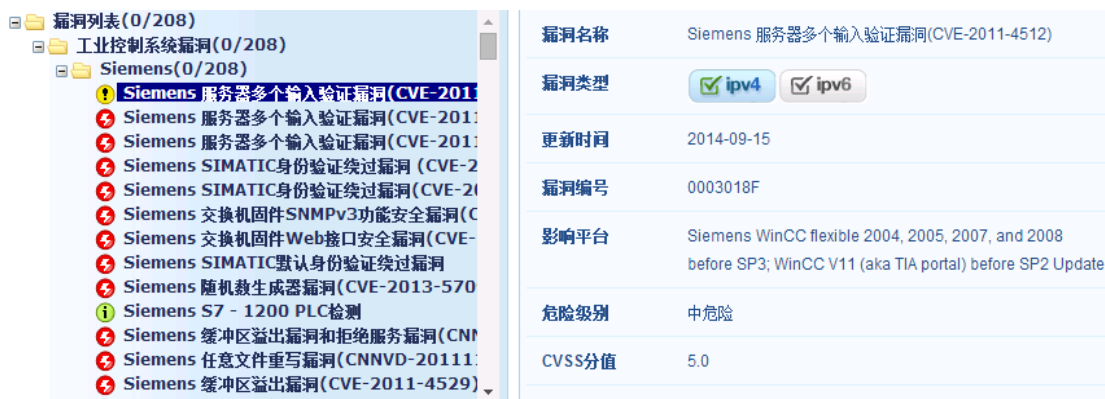 漏洞列表(0/208)
工业控制系统漏洞(0/208)
Siemens(0/208)
Siemens 服务器多个输入验证漏洞(CVE-2011
Siemens 服务器多个输入验证漏洞(CVE-2011
Siemens 服务器多个输入验证漏洞(CVE-2011
Siemens SIMATIC身份验证绕过漏洞 (CVE-2
Siemens SIMATIC身份验证绕过漏洞(CVE-20
Siemens 交换机固件SNMPv3功能安全漏洞(C
Siemens 交换机固件Web接口安全漏洞(CVE-
Siemens SIMATIC默认身份验证绕过漏洞
Siemens 随机数生成器漏洞(CVE-2013-570
Siemens S7 - 1200 PLC检测
Siemens 缓冲区溢出漏洞和拒绝服务漏洞(CNN
Siemens 任意文件重写漏洞(CNNVD-20111
Siemens 缓冲区溢出漏洞(CVE-2011-4529)
漏洞名称 Siemens 服务器多个输入验证漏洞(CVE-2011-4512)
漏洞类型 ipv4 ipv6
更新时间 2014-09-15
漏洞编号 0003018F
影响平台 Siemens WinCC flexible 2004, 2005, 2007, and 2008
before SP3; WinCC V11 (aka TIA portal) before SP2 Update
危险级别 中危险
CVSS分值 5.0